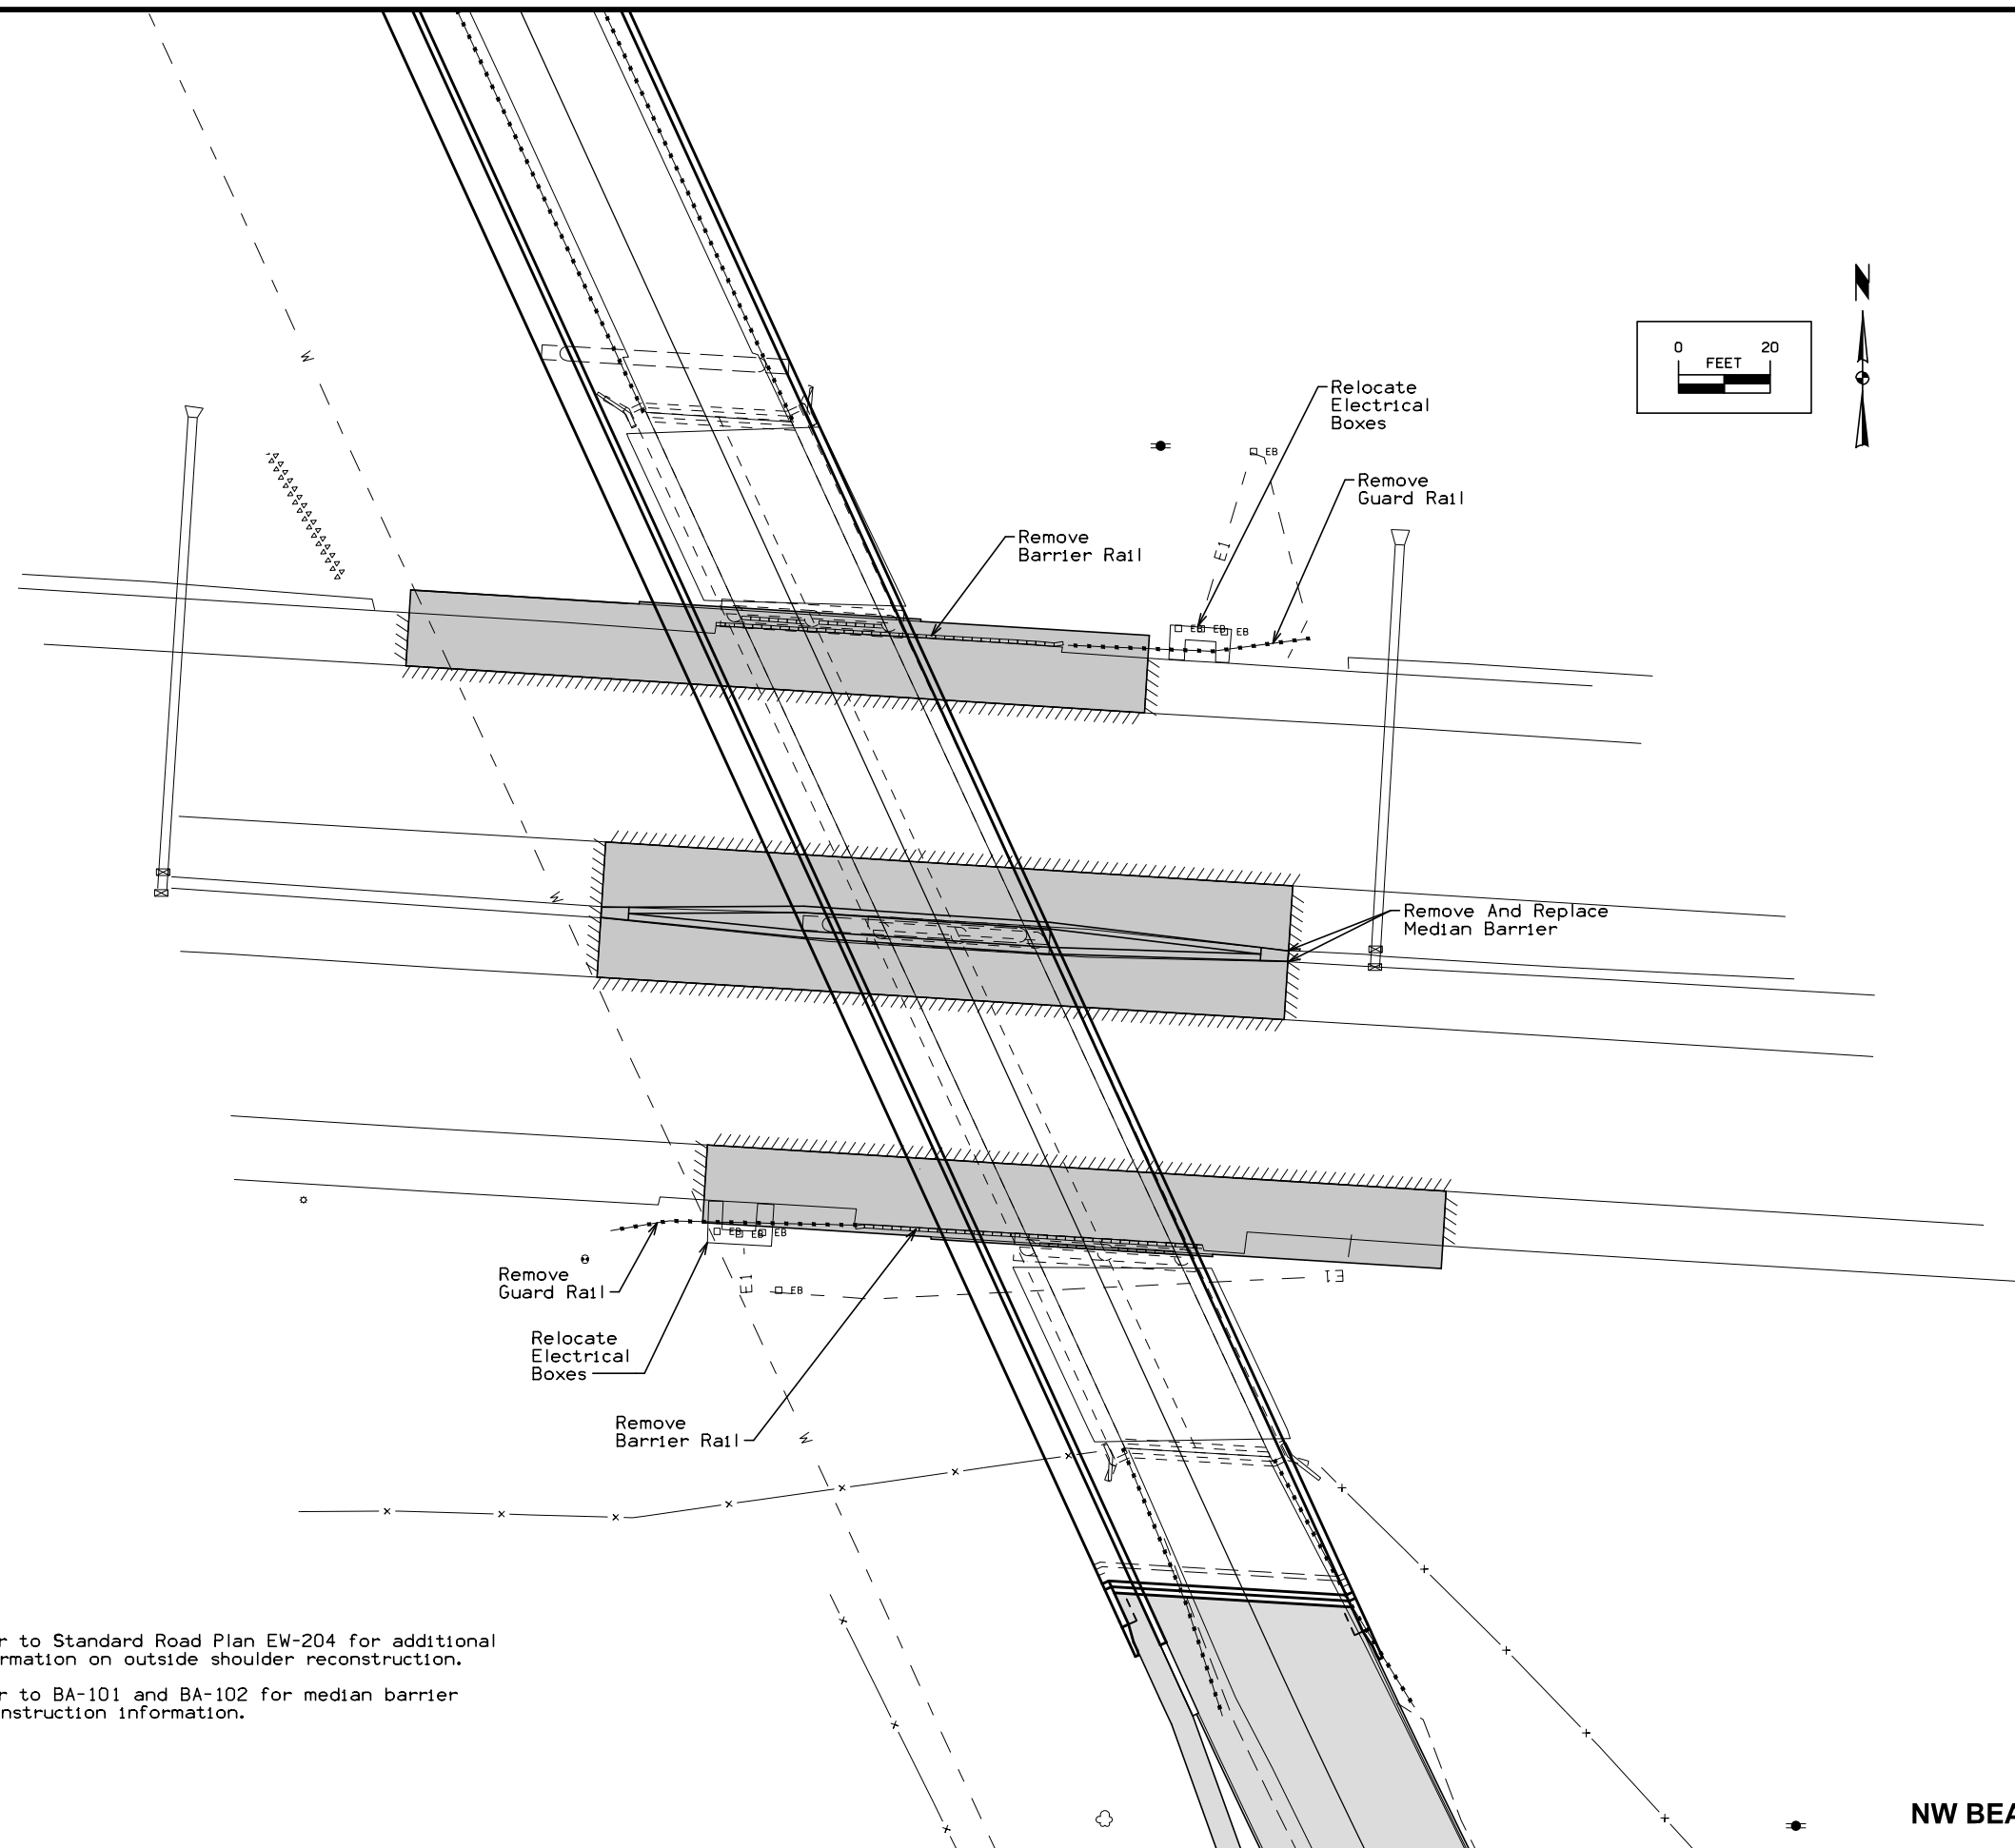 N
0 20
FEET
Relocate
Electrical
Boxes
Remove
Guard Rail
Remove
Barrier Rail
EB
E1
EB EB EB
W
W
Remove And Replace
Median Barrier
EB EB EB
E1
EB
E1
Remove
Guard Rail
Relocate
Electrical
Boxes
Remove
Barrier Rail
W
r to Standard Road Plan EW-204 for additional
rmation on outside shoulder reconstruction.
r to BA-101 and BA-102 for median barrier
nstruction information.
NW BEA